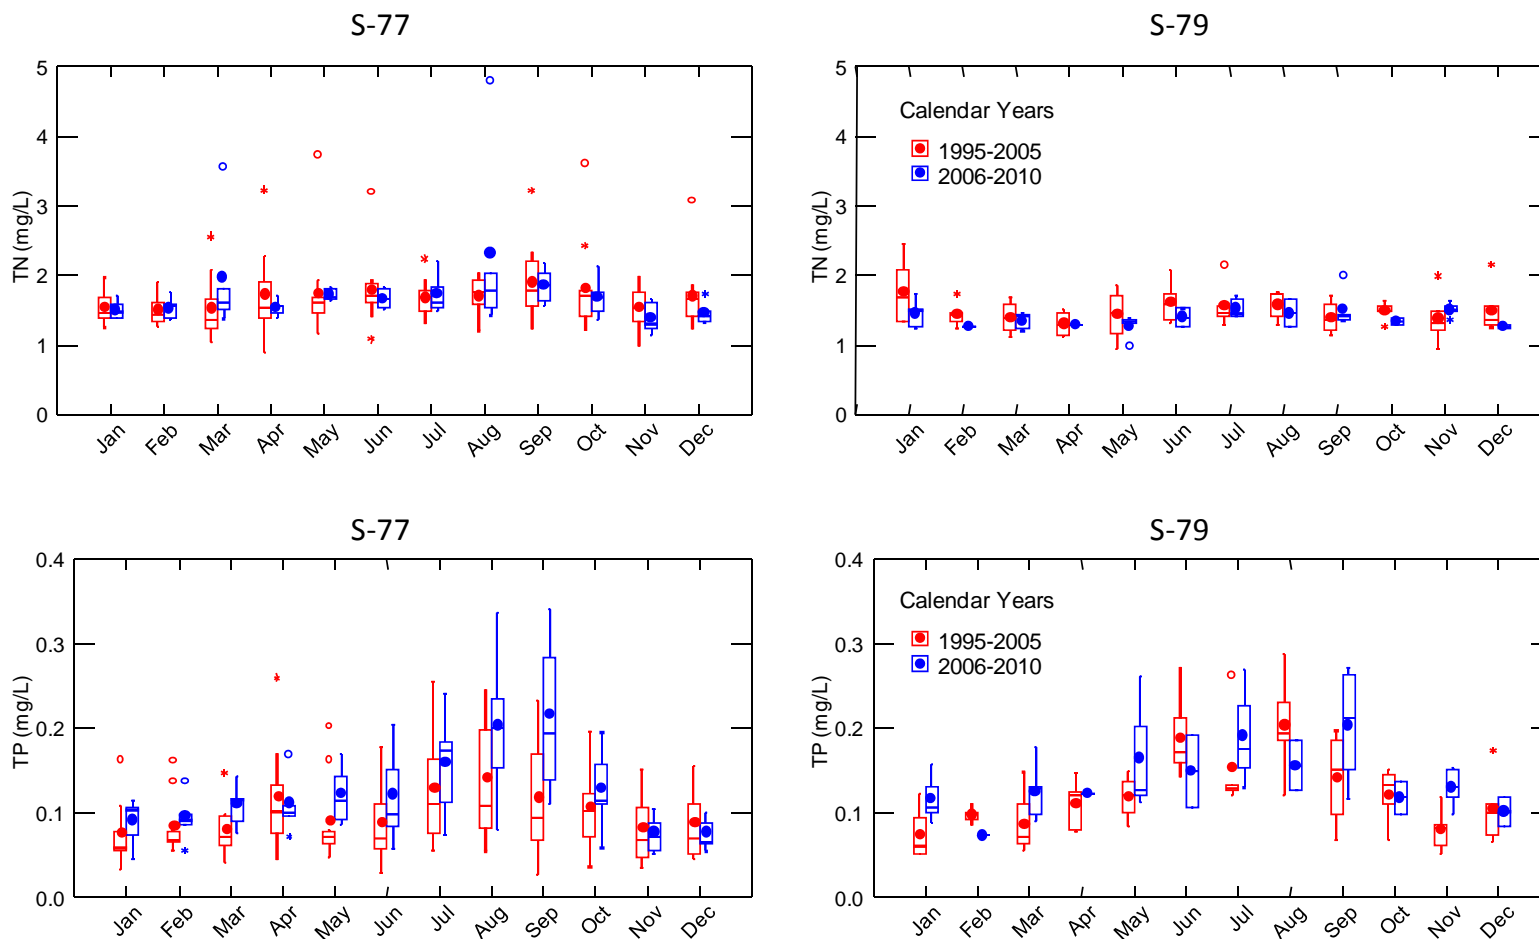 S-77
S-79
5
4
3
2
1
0
TN (mg/L)
Jan Feb Mar Apr May Jun Jul Aug Sep Oct Nov Dec
5
4
3
2
1
0
TN (mg/L)
Calendar Years
1995-2005
2006-2010
Jan Feb Mar Apr May Jun Jul Aug Sep Oct Nov Dec
S-77
S-79
0.4
0.3
0.2
0.1
0.0
TP (mg/L)
Jan Feb Mar Apr May Jun Jul Aug Sep Oct Nov Dec
0.4
0.3
0.2
0.1
0.0
TP (mg/L)
Calendar Years
1995-2005
2006-2010
Jan Feb Mar Apr May Jun Jul Aug Sep Oct Nov Dec